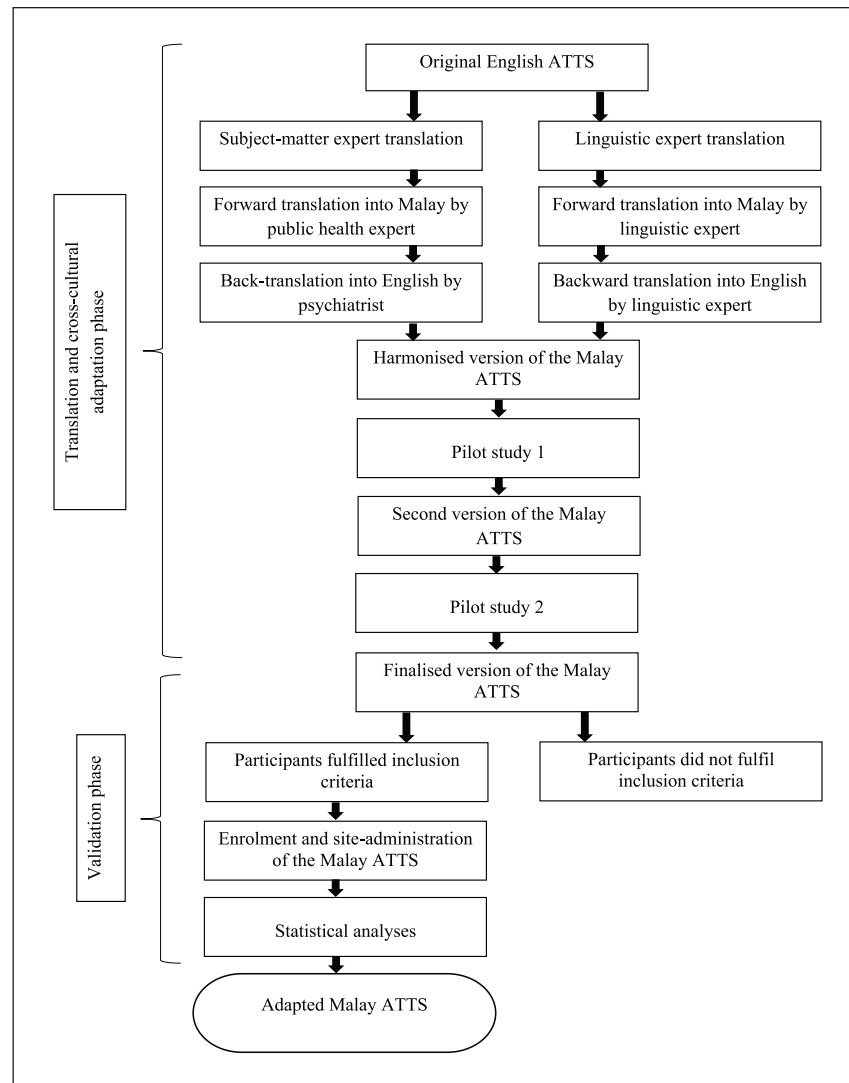 Original English ATTS
Subject-matter expert translation
Linguistic expert translation
Forward translation into Malay by
public health expert
Forward translation into Malay by
linguistic expert
Back-translation into English by
psychiatrist
Backward translation into English
by linguistic expert
Translation and cross-cultural
adaptation phase
Harmonised version of the Malay
ATTS
Pilot study 1
Second version of the Malay
ATTS
Pilot study 2
Finalised version of the Malay
ATTS
Validation phase
Participants fulfilled inclusion
criteria
Participants did not fulfil
inclusion criteria
Enrolment and site-administration
of the Malay ATTS
Statistical analyses
Adapted Malay ATTS